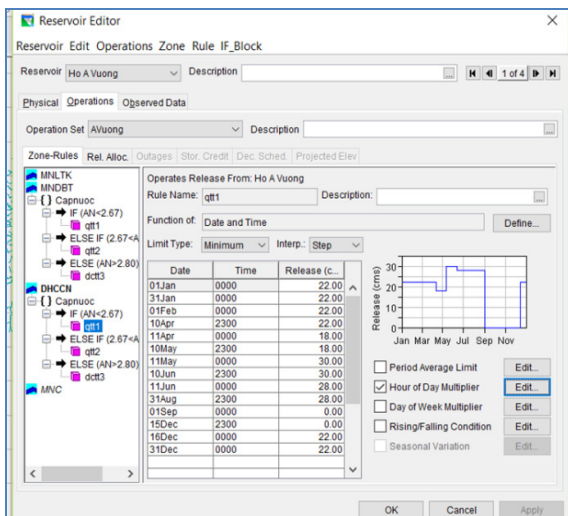 Reservoir Editor
Reservoir Edit Operations Zone Rule IF_Block
Reservoir Ho A Vuong Description ... 1 of 4
Physical Operations Observed Data
Operation Set AVuong Description ...
Zone-Rules Rel. Alloc. Outages Stor. Credit Dec. Sched. Projected Elev
MNLTK
MNDBT
{ } Capnuoc
IF (AN<2.67)
qtt1
ELSE IF (2.67<A
qtt2
ELSE (AN>2.80)
dctt3
DHCCN
{ } Capnuoc
IF (AN<2.67)
qtt1
ELSE IF (2.67<A
qtt2
ELSE (AN>2.80)
dctt3
MNC
Operates Release From: Ho A Vuong
Rule Name: qtt1 Description: ...
Function of: Date and Time Define...
Limit Type: Minimum Interp.: Step
Date Time Release (c...
01Jan 0000 22.00
31Jan 0000 22.00
01Feb 0000 22.00
10Apr 2300 22.00
11Apr 0000 18.00
10May 2300 18.00
11May 0000 30.00
10Jun 2300 30.00
11Jun 0000 28.00
31Aug 2300 28.00
01Sep 0000 0.00
15Dec 2300 0.00
16Dec 0000 22.00
31Dec 0000 22.00
Release (cms)
30
20
10
0
Jan Mar May Jul Sep Nov
Period Average Limit Edit...
Hour of Day Multiplier Edit...
Day of Week Multiplier Edit...
Rising/Falling Condition Edit...
Seasonal Variation Edit...
OK Cancel Apply